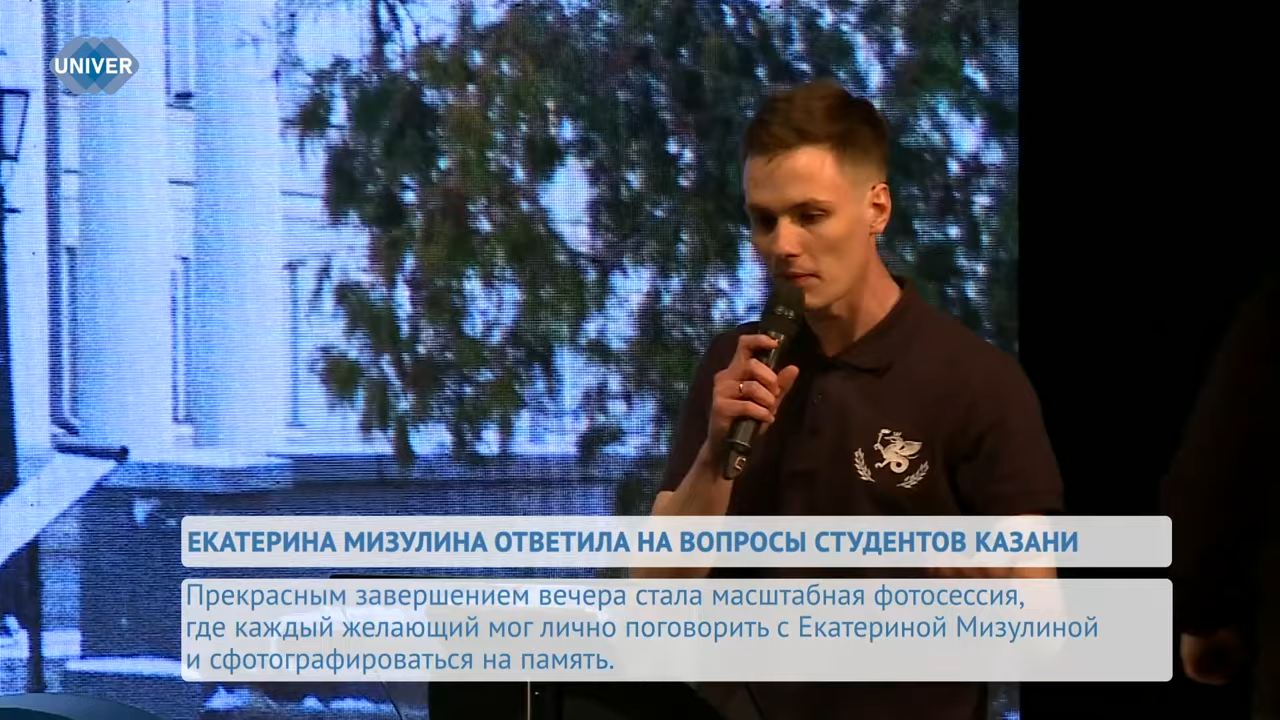 UNIVER
ЕКАТЕРИНА МИЗУЛИНА ОТВЕТИЛА НА ВОПРОСЫ СТУДЕНТОВ КАЗАНИ
Прекрасным завершением вечера стала масштабная фотосессия,
где каждый желающий мог лично поговорить с Екатериной Мизулиной
и сфотографироваться на память.